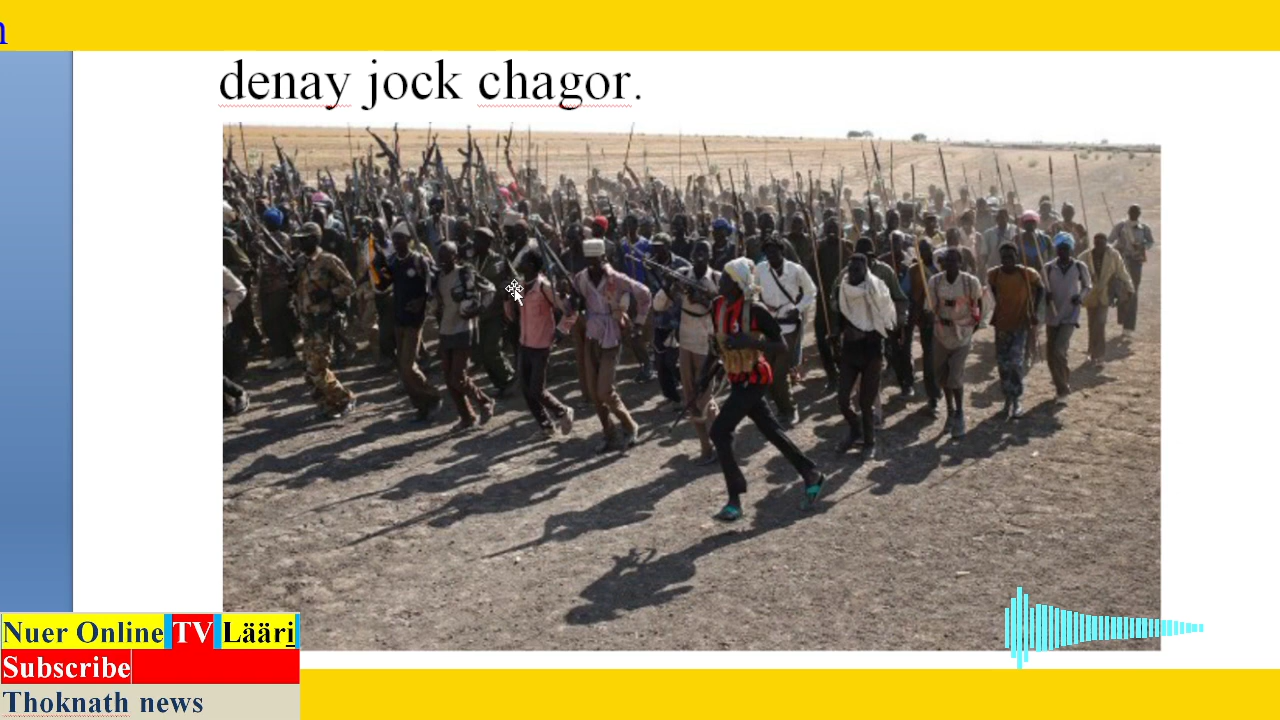 denay jock chagor.
Nuer Online TV Lääri
Subscribe
Thoknath news